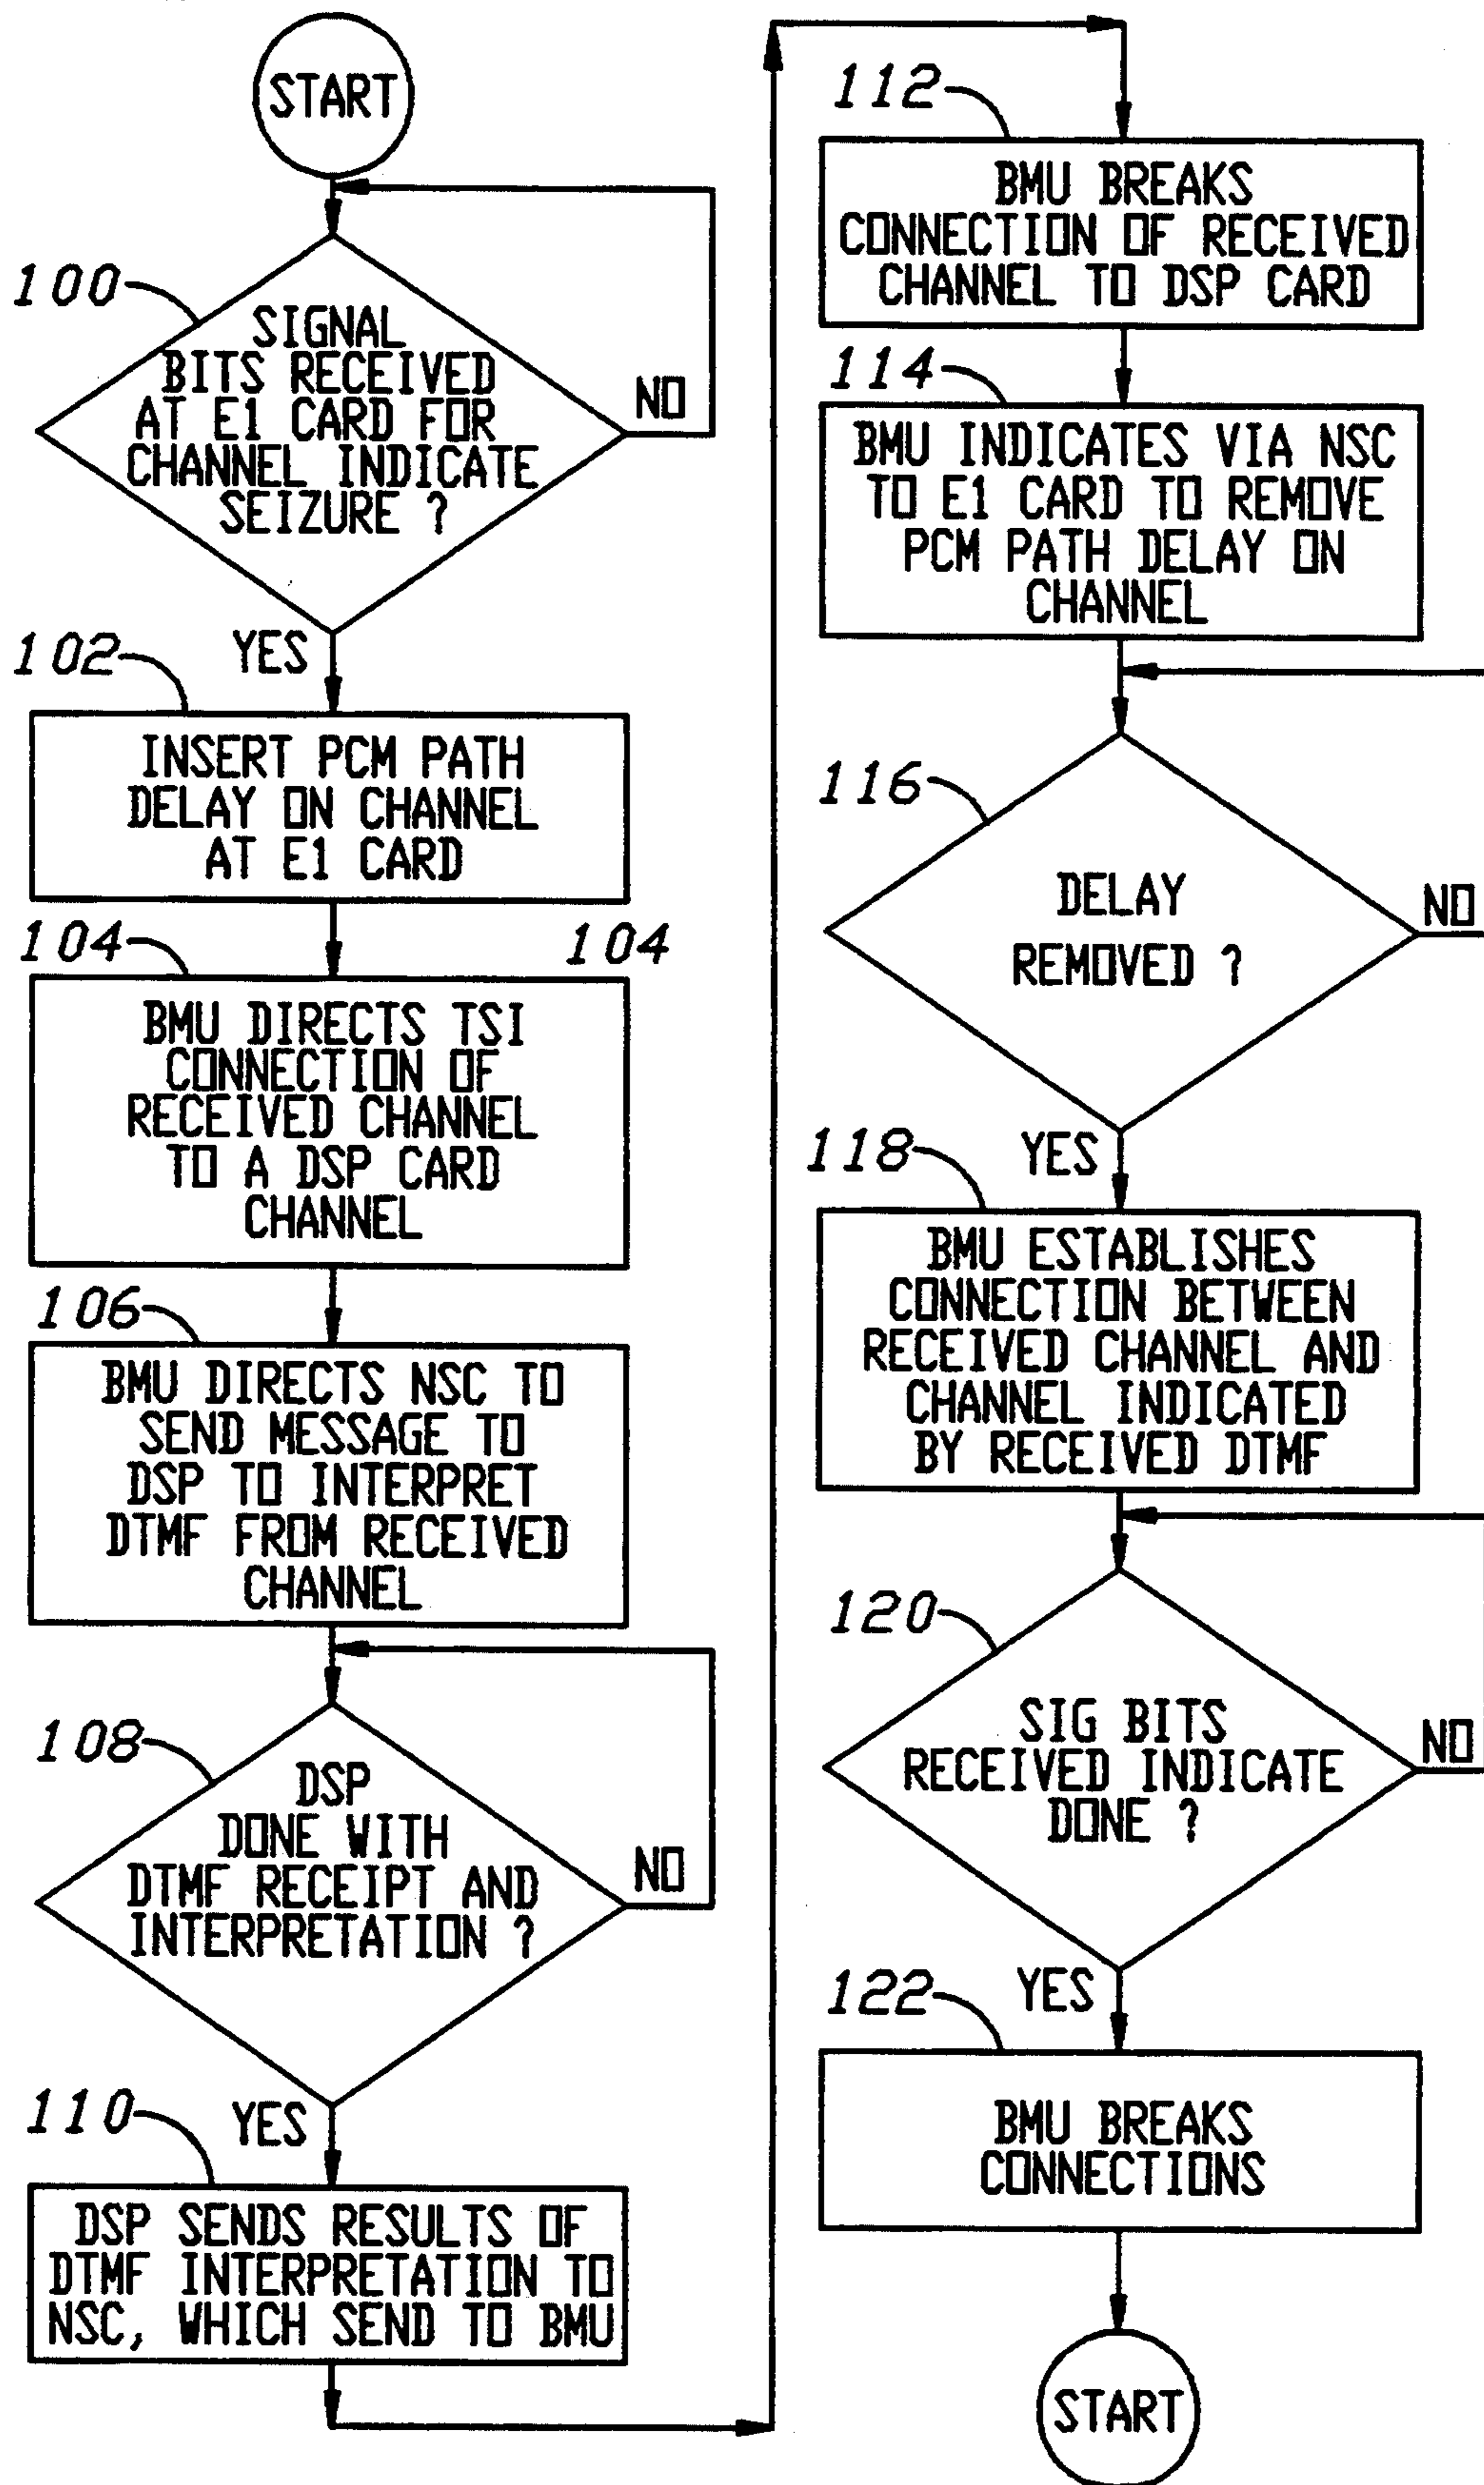 START
100
SIGNAL
BITS RECEIVED
AT E1 CARD FOR
CHANNEL INDICATE
SEIZURE ?
NO
YES
102
INSERT PCM PATH
DELAY ON CHANNEL
AT E1 CARD
104
104
BMU DIRECTS TSI
CONNECTION OF
RECEIVED CHANNEL
TO A DSP CARD
CHANNEL
106
BMU DIRECTS NSC TO
SEND MESSAGE TO
DSP TO INTERPRET
DTMF FROM RECEIVED
CHANNEL
108
DSP
DONE WITH
DTMF RECEIPT AND
INTERPRETATION ?
NO
YES
110
DSP SENDS RESULTS OF
DTMF INTERPRETATION TO
NSC, WHICH SEND TO BMU
112
BMU BREAKS
CONNECTION OF RECEIVED
CHANNEL TO DSP CARD
114
BMU INDICATES VIA NSC
TO E1 CARD TO REMOVE
PCM PATH DELAY ON
CHANNEL
116
DELAY
REMOVED ?
NO
YES
118
BMU ESTABLISHES
CONNECTION BETWEEN
RECEIVED CHANNEL AND
CHANNEL INDICATED
BY RECEIVED DTMF
120
SIG BITS
RECEIVED INDICATE
DONE ?
NO
YES
122
BMU BREAKS
CONNECTIONS
START